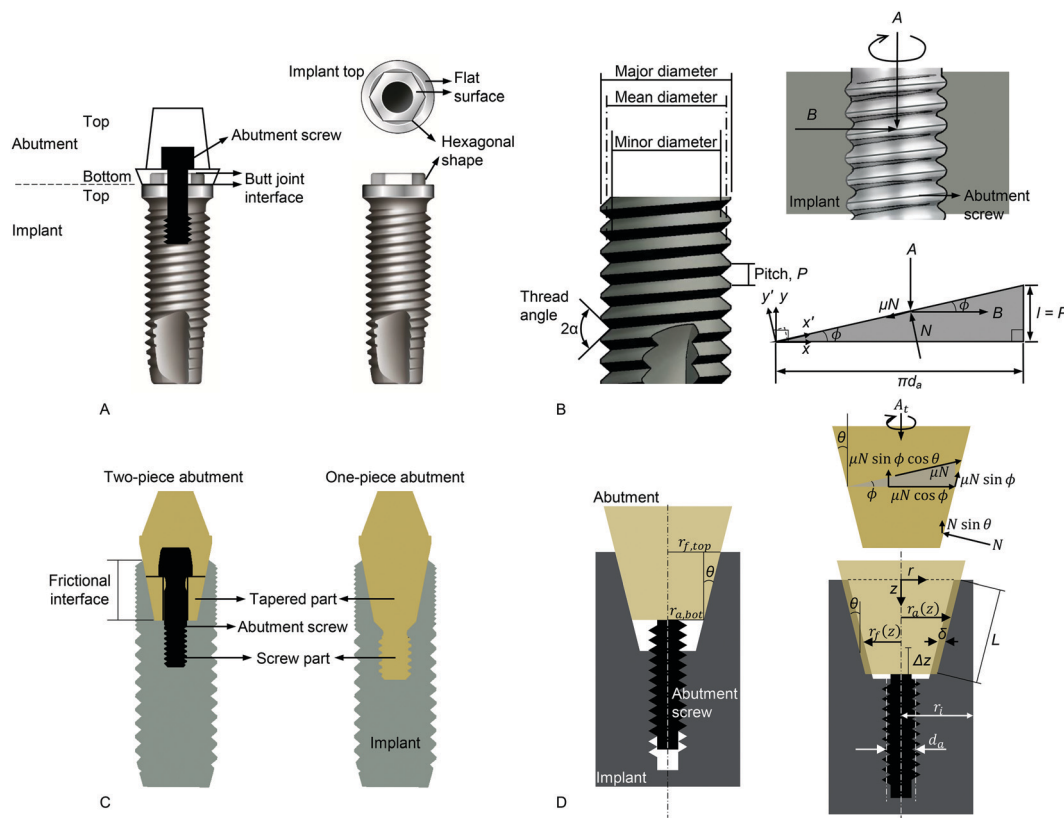 Implant top
Flat
surface
Hexagonal
shape
Top
Abutment
Abutment screw
Bottom
Butt joint
interface
Top
Implant
A
Major diameter
Mean diameter
Minor diameter
Pitch, P
Thread
angle
2α
A
B
Implant
Abutment
screw
A
y′ y
μN
ϕ
x′
B
l = P
N
ϕ
x
πd_a
B
Two-piece abutment
One-piece abutment
Frictional
interface
Tapered part
Abutment screw
Screw part
Implant
C
Abutment
r_f,top
θ
r_a,bot
Abutment
screw
Implant
A_t
θ
μN sin ϕ cos θ
μN
μN sin ϕ
ϕ
μN cos ϕ
N sin θ
N
r
z
θ
r_a(z)
r_f(z)
δ
L
Δz
r_i
d_a
D